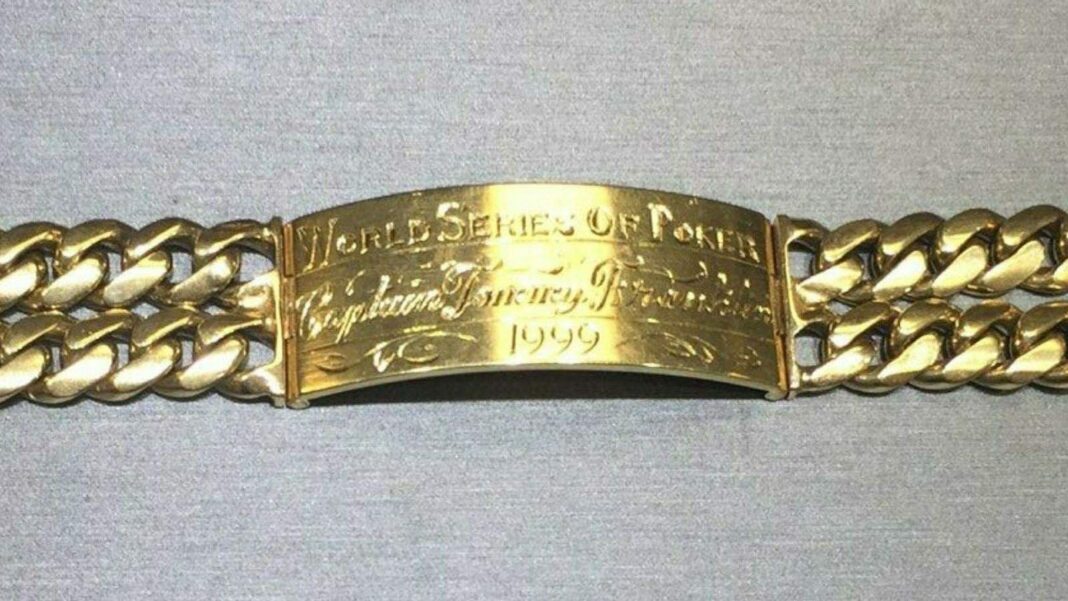 WORLD SERIES OF POKER
Captain Tommy Franklin
1999